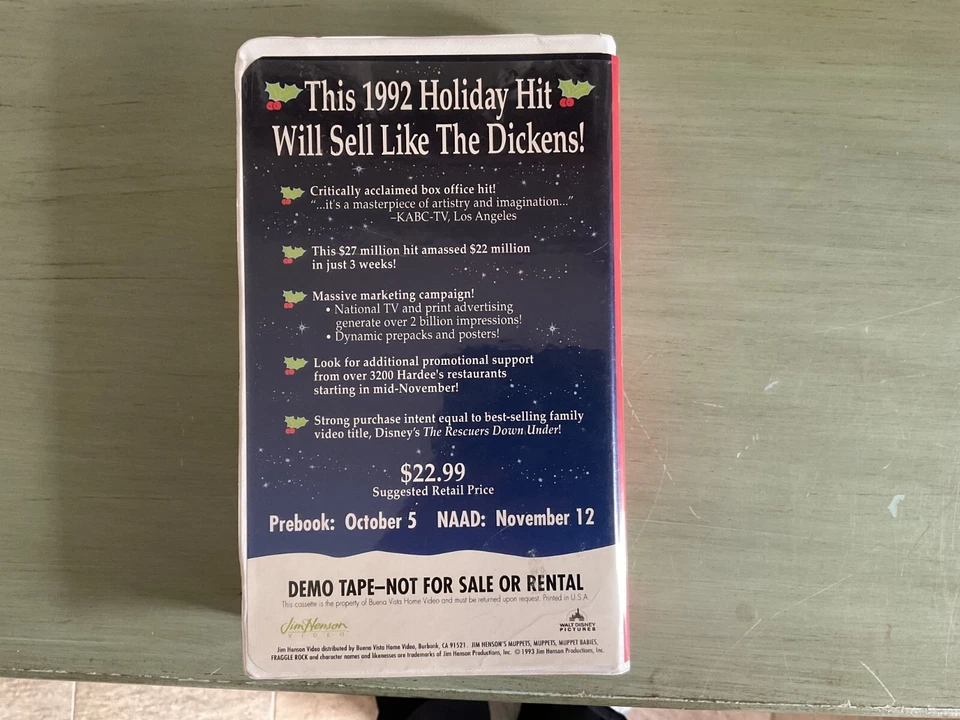 This 1992 Holiday Hit
Will Sell Like The Dickens!
Critically acclaimed box office hit!
"...it's a masterpiece of artistry and imagination..."
–KABC-TV, Los Angeles
This $27 million hit amassed $22 million
in just 3 weeks!
Massive marketing campaign!
• National TV and print advertising
generate over 2 billion impressions!
• Dynamic prepacks and posters!
Look for additional promotional support
from over 3200 Hardee's restaurants
starting in mid-November!
Strong purchase intent equal to best-selling family
video title, Disney's The Rescuers Down Under!
$22.99
Suggested Retail Price
Prebook: October 5 NAAD: November 12
DEMO TAPE–NOT FOR SALE OR RENTAL
This cassette is the property of Buena Vista Home Video and must be returned upon request. Printed in U.S.A.
Jim Henson
VIDEO
WALT DISNEY
PICTURES
Jim Henson Video distributed by Buena Vista Home Video, Burbank, CA 91521. JIM HENSON'S MUPPETS, MUPPETS, MUPPET BABIES,
FRAGGLE ROCK and character names and likenesses are trademarks of Jim Henson Productions, Inc. © 1993 Jim Henson Productions, Inc.